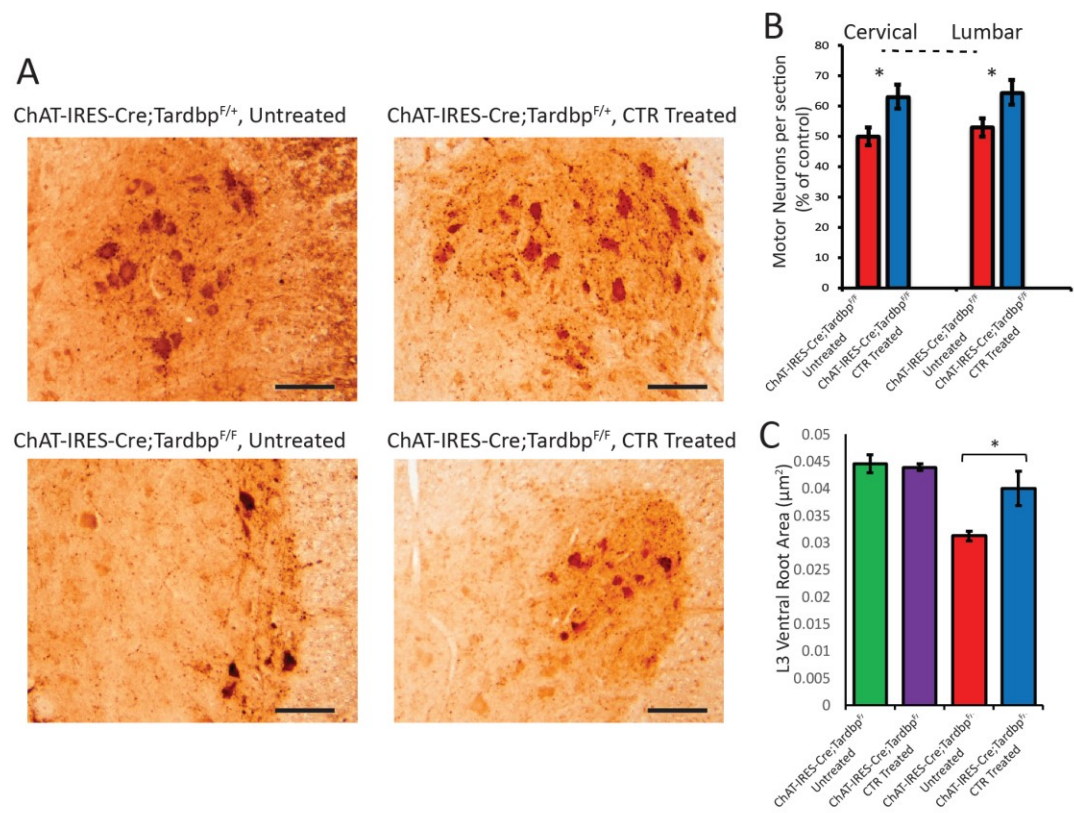 A
ChAT-IRES-Cre;Tardbp^F/+, Untreated
ChAT-IRES-Cre;Tardbp^F/+, CTR Treated
ChAT-IRES-Cre;Tardbp^F/F, Untreated
ChAT-IRES-Cre;Tardbp^F/F, CTR Treated
B
Cervical
Lumbar
Motor Neurons per section
(% of control)
80
70
60
50
40
30
20
10
0
*
*
ChAT-IRES-Cre;Tardbp^F/F
Untreated
ChAT-IRES-Cre;Tardbp^F/F
CTR Treated
ChAT-IRES-Cre;Tardbp^F/F
Untreated
ChAT-IRES-Cre;Tardbp^F/F
CTR Treated
C
L3 Ventral Root Area (µm²)
0.05
0.045
0.04
0.035
0.03
0.025
0.02
0.015
0.01
0.005
0
*
ChAT-IRES-Cre;Tardbp^F/
Untreated
ChAT-IRES-Cre;Tardbp^F/
CTR Treated
ChAT-IRES-Cre;Tardbp^F/
Untreated
ChAT-IRES-Cre;Tardbp^F/
CTR Treated